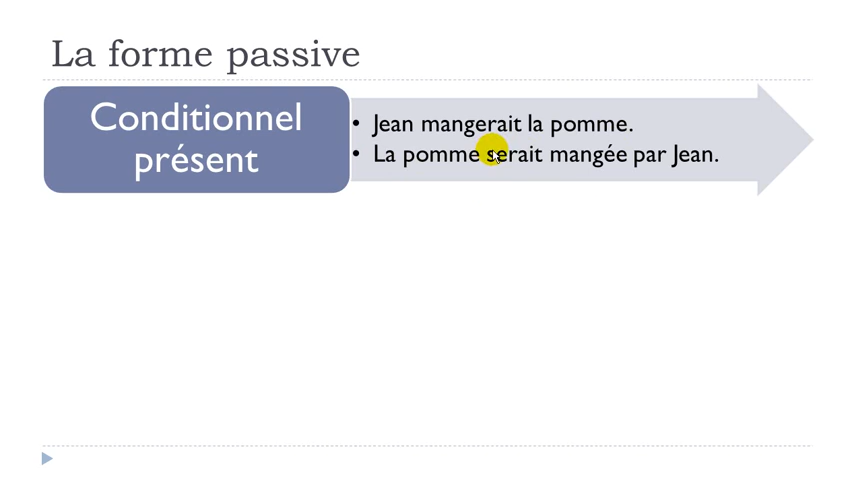 La forme passive
Conditionnel
présent
• Jean mangerait la pomme.
• La pomme serait mangée par Jean.